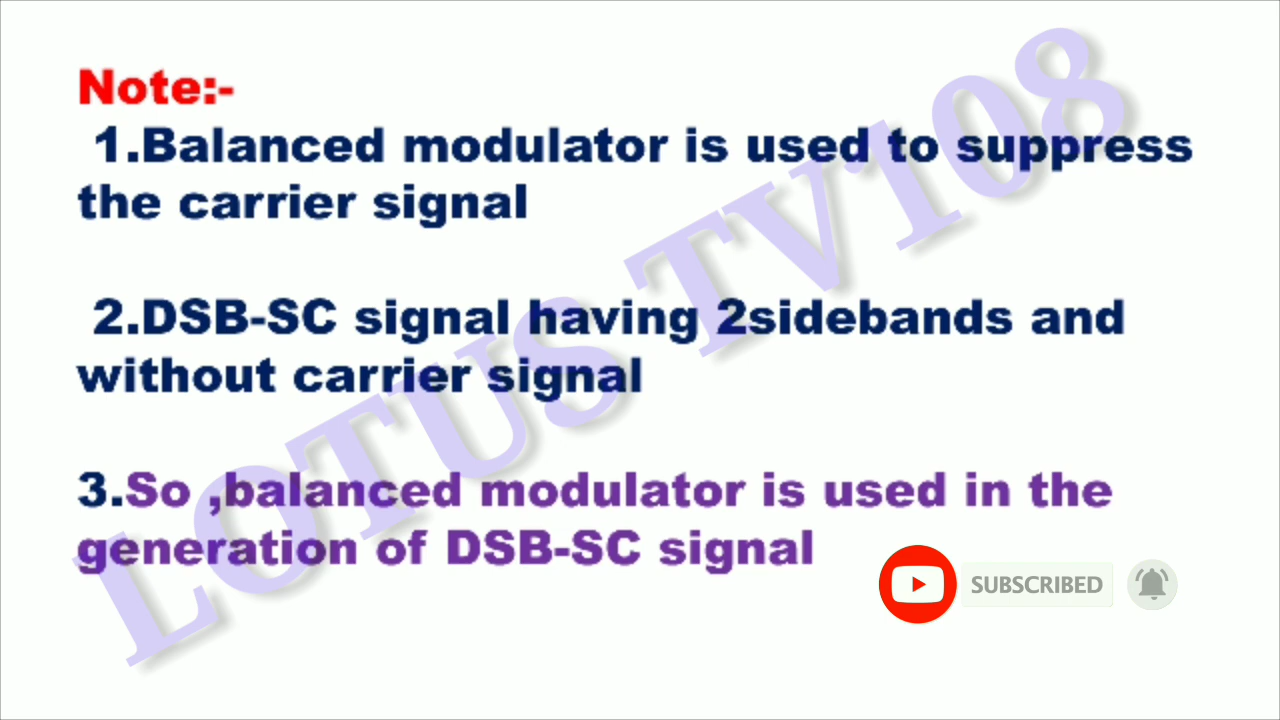 Note:-
1.Balanced modulator is used to suppress
the carrier signal
2.DSB-SC signal having 2sidebands and
without carrier signal
3.So ,balanced modulator is used in the
generation of DSB-SC signal
SUBSCRIBED
LOTUS TV108